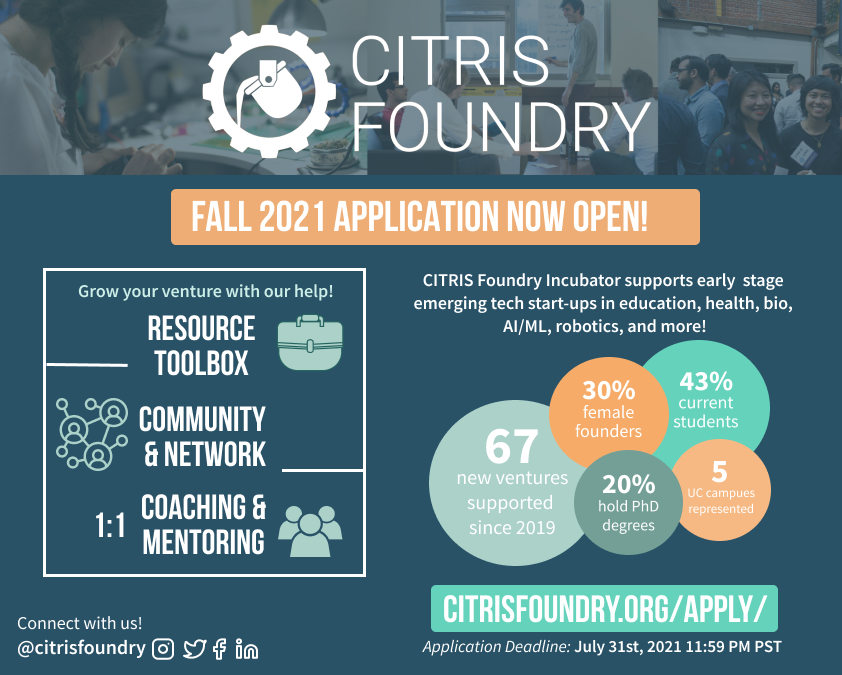 CITRIS
FOUNDRY
FALL 2021 APPLICATION NOW OPEN!
Grow your venture with our help!
RESOURCE
TOOLBOX
COMMUNITY
& NETWORK
1:1 COACHING &
MENTORING
CITRIS Foundry Incubator supports early stage
emerging tech start-ups in education, health, bio,
AI/ML, robotics, and more!
67
new ventures
supported
since 2019
30%
female
founders
43%
current
students
20%
hold PhD
degrees
5
UC campues
represented
CITRISFOUNDRY.ORG/APPLY/
Application Deadline: July 31st, 2021 11:59 PM PST
Connect with us!
@citrisfoundry